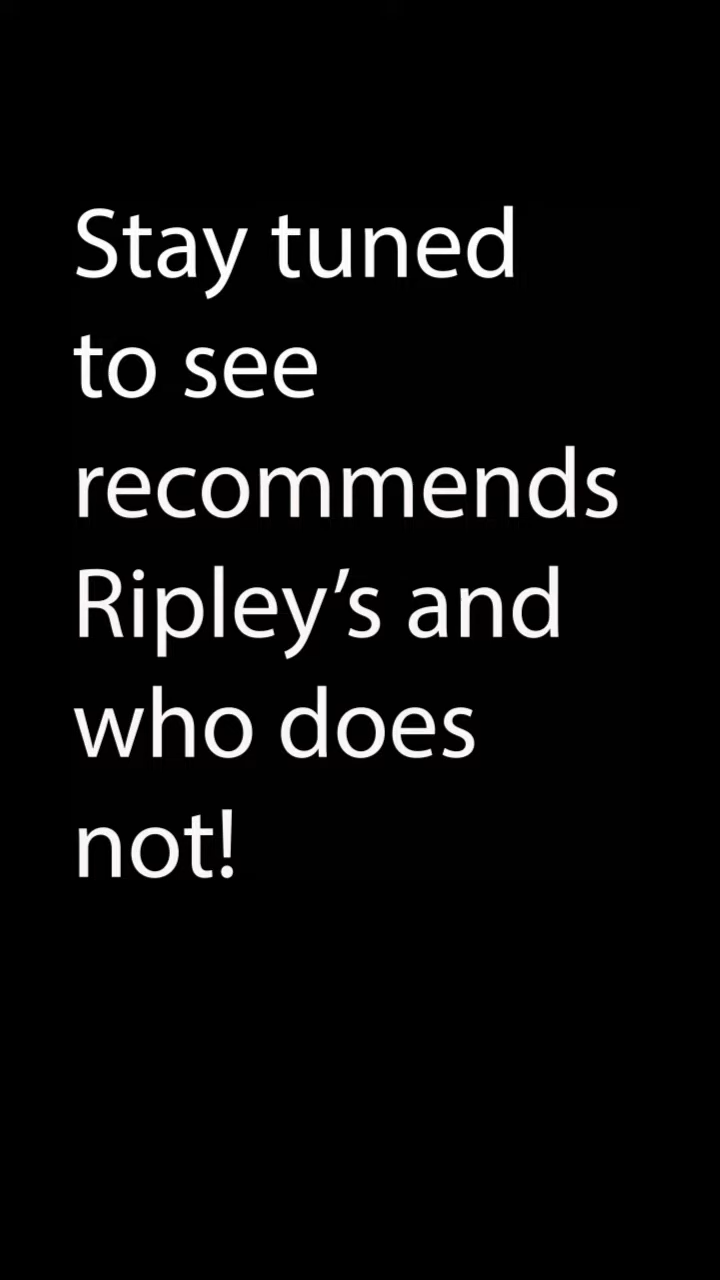 Stay tuned
to see
recommends
Ripley’s and
who does
not!